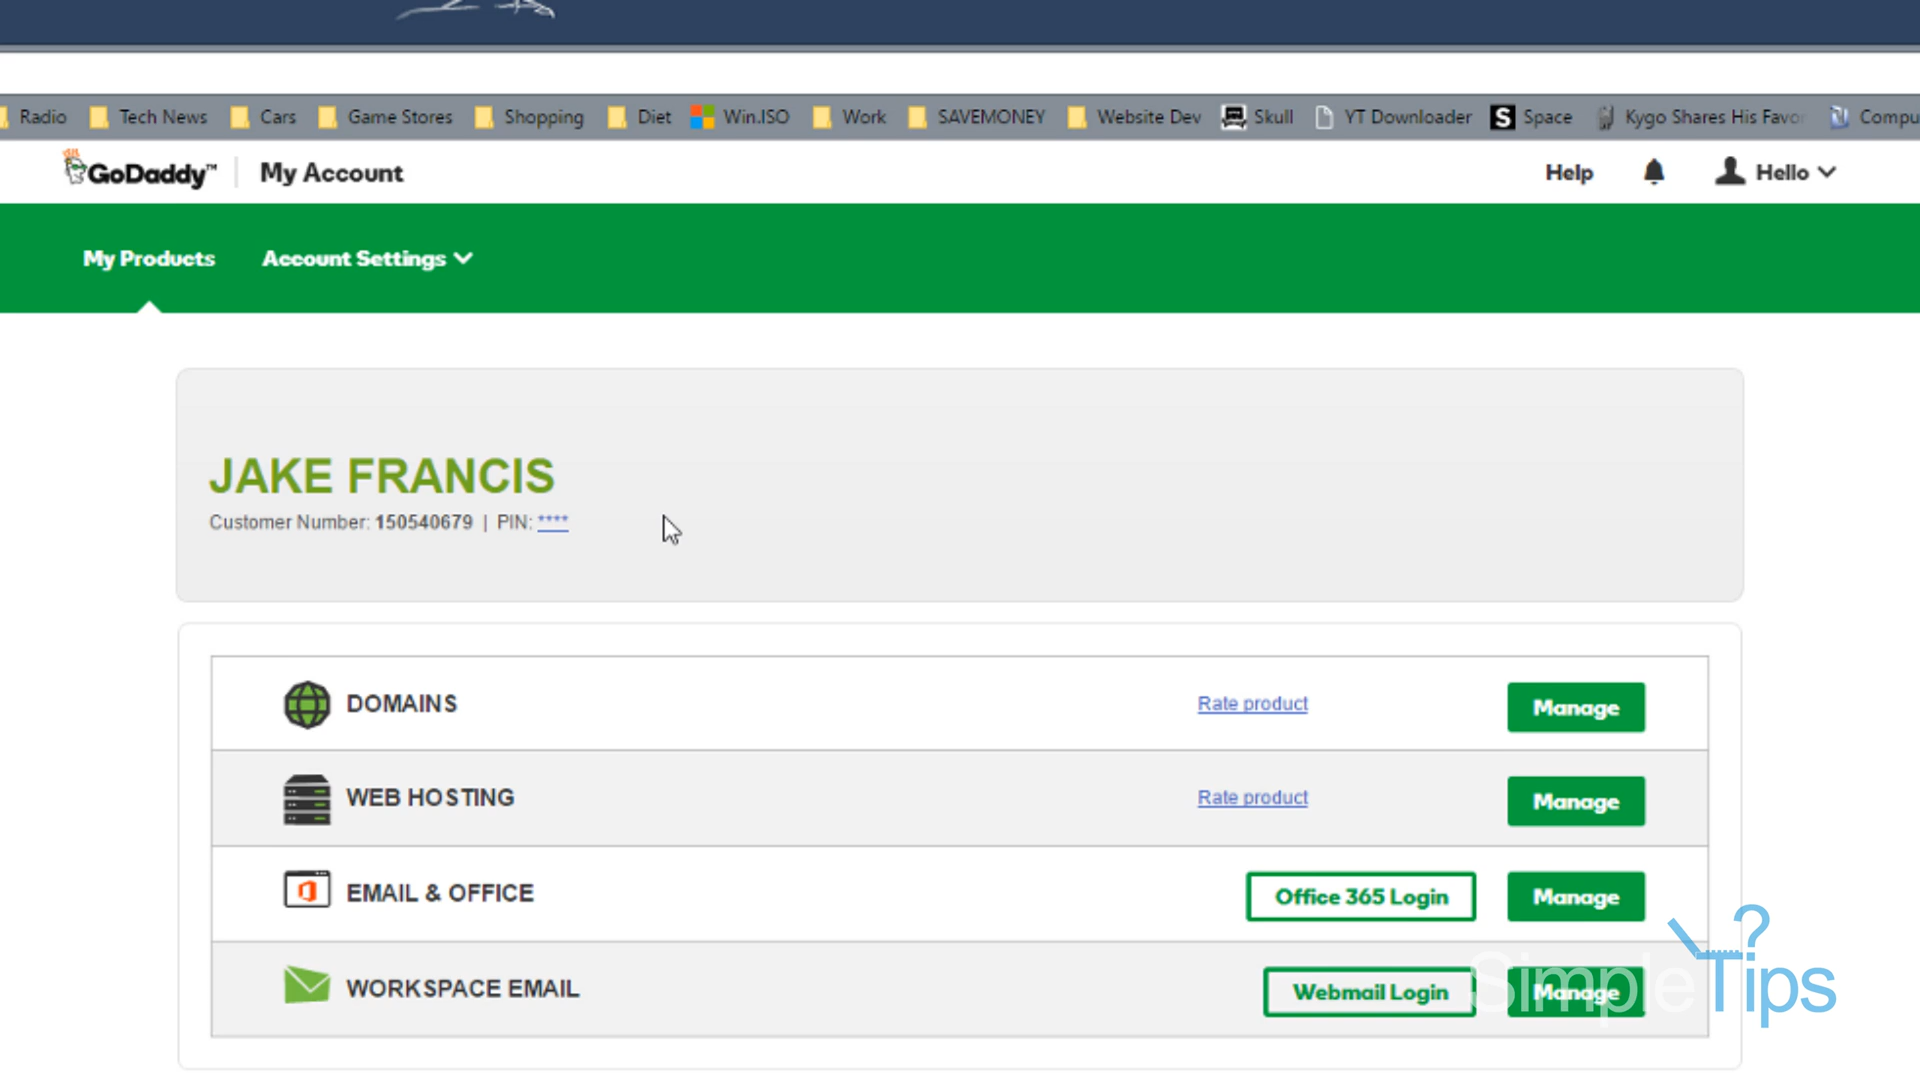 Radio Tech News Cars Game Stores Shopping Diet Win.ISO Work SAVEMONEY Website Dev Skull YT Downloader S Space Kygo Shares His Favor Compu
GoDaddy™ My Account Help Hello
My Products Account Settings
JAKE FRANCIS
Customer Number: 150540679 | PIN: ****
DOMAINS Rate product Manage
WEB HOSTING Rate product Manage
EMAIL & OFFICE Office 365 Login Manage
WORKSPACE EMAIL Webmail Login Manage
SimpleTips